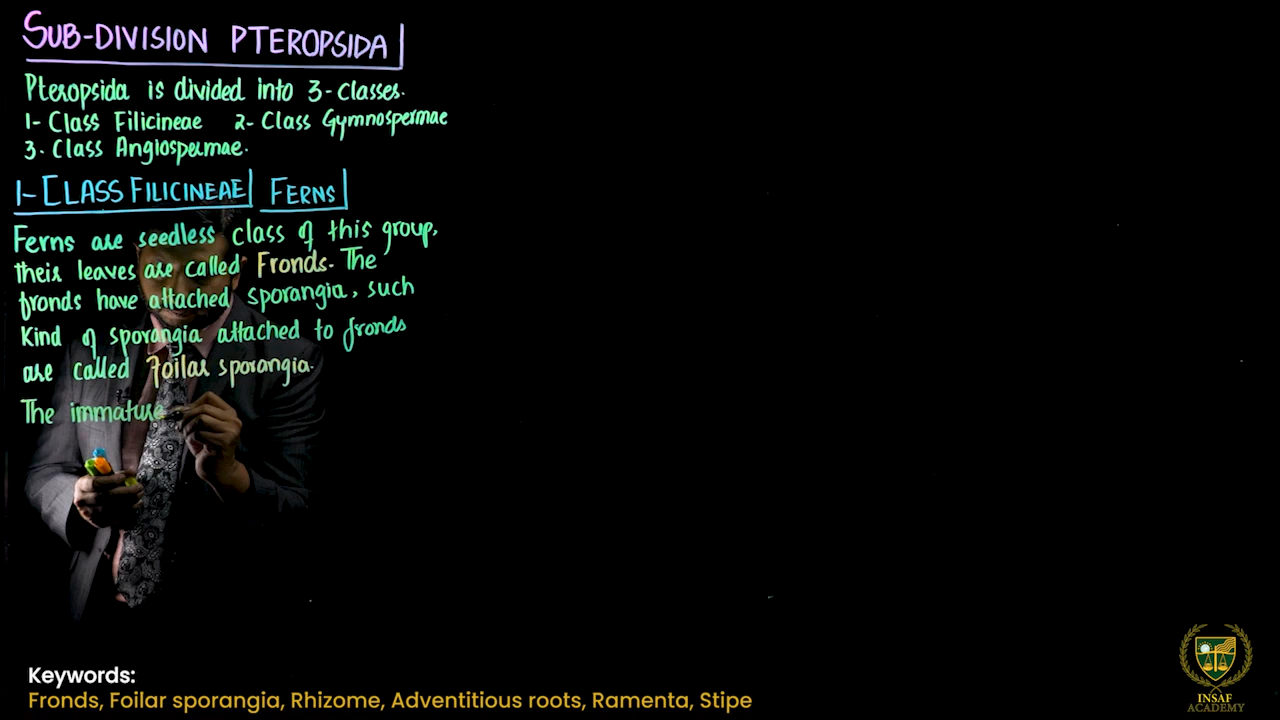 SUB-DIVISION PTEROPSIDA
Pteropsida is divided into 3-classes.
1- Class Filicineae 2- Class Gymnospermae
3. Class Angiospermae.
1- CLASS FILICINEAE FERNS
Ferns are seedless class of this group,
their leaves are called Fronds. The
fronds have attached sporangia, such
Kind of sporangia attached to fronds
are called Foilar sporangia.
The immature
Keywords:
Fronds, Foilar sporangia, Rhizome, Adventitious roots, Ramenta, Stipe
INSAF
ACADEMY